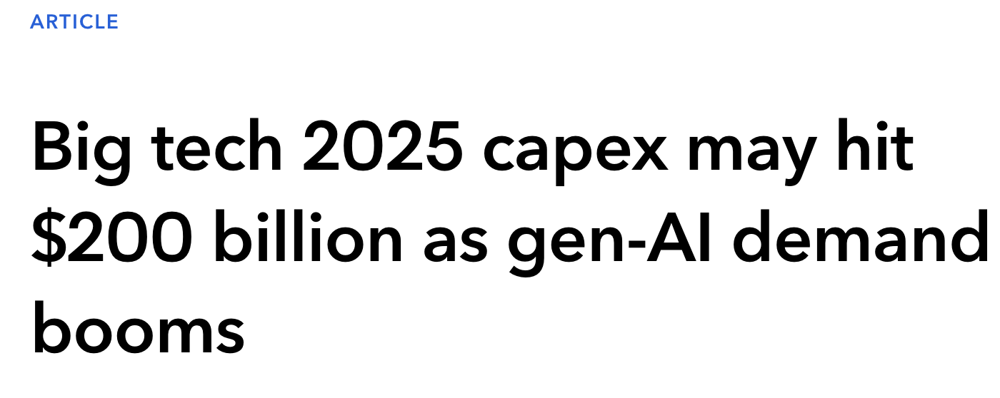 ARTICLE
Big tech 2025 capex may hit
$200 billion as gen-AI demand
booms